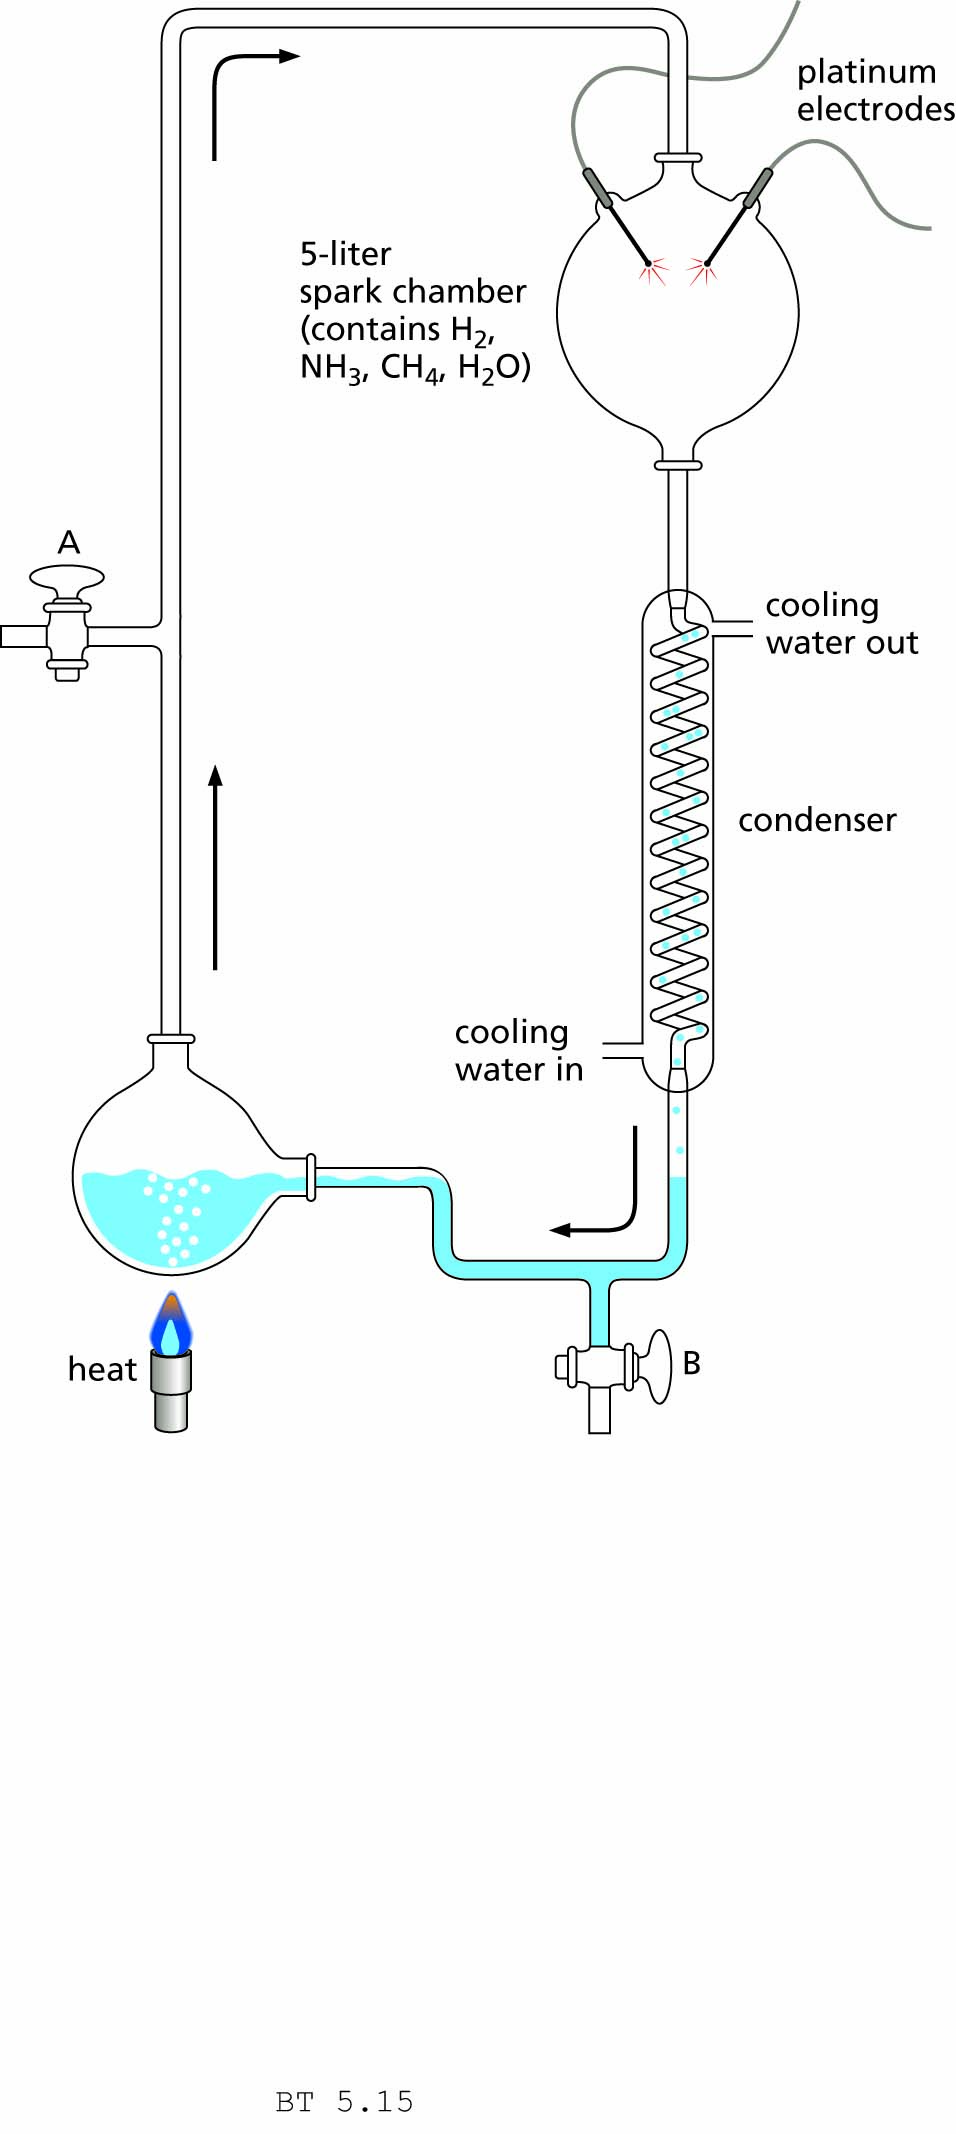 platinum
electrodes
5-liter
spark chamber
(contains H₂,
NH₃, CH₄, H₂O)
A
cooling
water out
condenser
cooling
water in
heat
B
BT 5.15